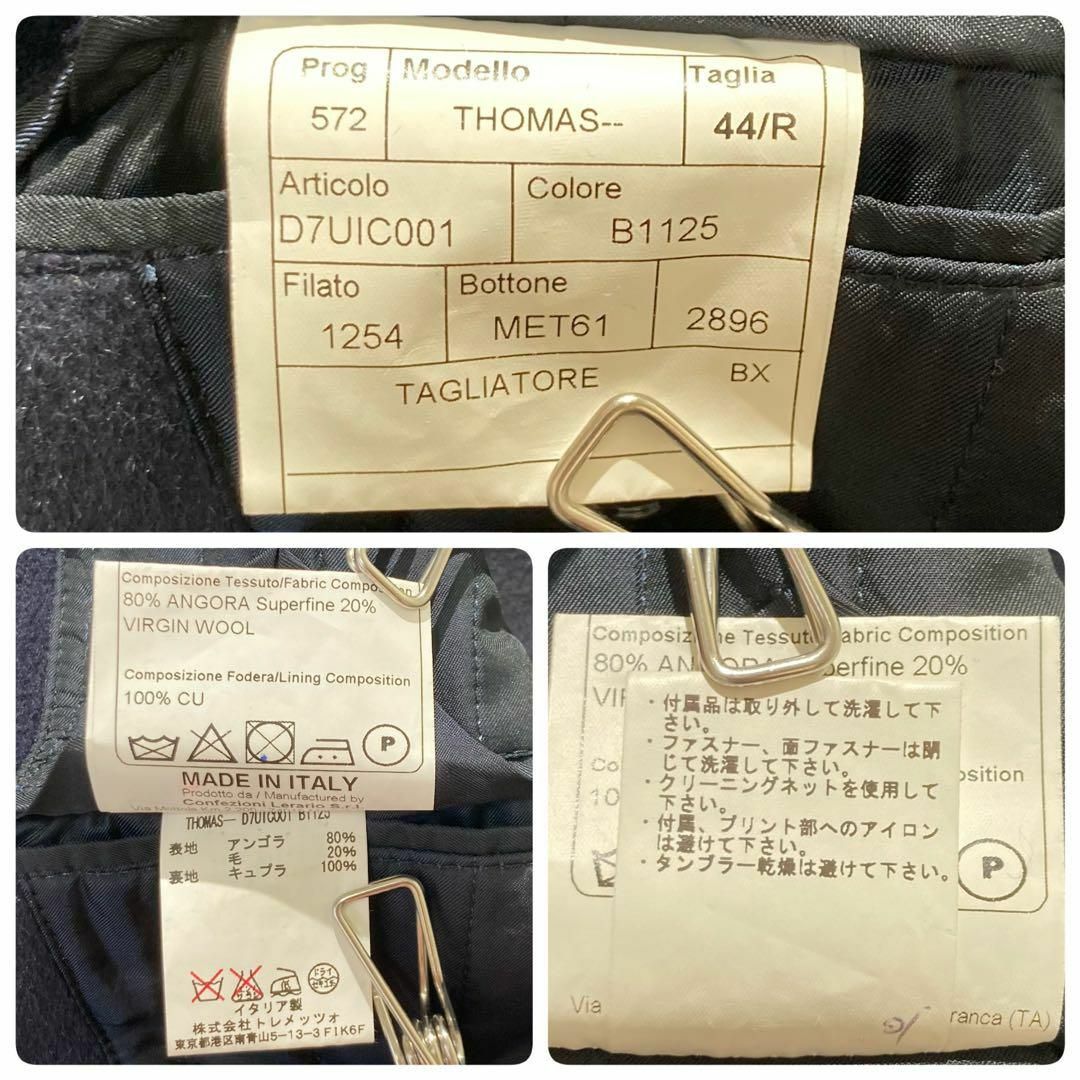 Prog Modello Taglia
572 THOMAS-- 44/R
Articolo Colore
D7UIC001 B1125
Filato Bottone
1254 MET61 2896
TAGLIATORE BX
Composizione Tessuto/Fabric Composition
80% ANGORA Superfine 20%
VIRGIN WOOL
Composizione Fodera/Lining Composition
100% CU
P
MADE IN ITALY
Prodotto da / Manufactured by
Confezioni Lerario S.r.l.
THOMAS-- D7UIC001 B1125
表地 アンゴラ 80%
毛 20%
裏地 キュプラ 100%
ドライ
イタリア製
株式会社トレメッツォ
東京都港区南青山5-13-3 F1K6F
Composizione Tessuto/Fabric Composition
80% AN Superfine 20%
・付属品は取り外して洗濯して下
さい。
・ファスナー、面ファスナーは閉
じて洗濯して下さい。
・クリーニングネットを使用して
下さい。
・付属、プリント部へのアイロン
は避けて下さい。
・タンブラー乾燥は避けて下さい。
P
Via ranca (TA)